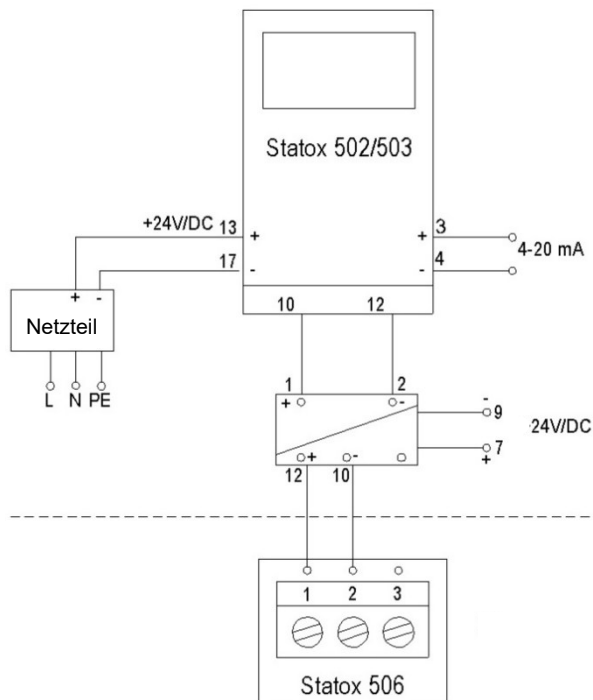 Statox 502/503
+24V/DC 13 + + 3
4-20 mA
17 - - 4
+ -
Netzteil
L N PE
10 12
1 2
+ -
- 9
24V/DC
7 +
+ -
12 10
1 2 3
Statox 506